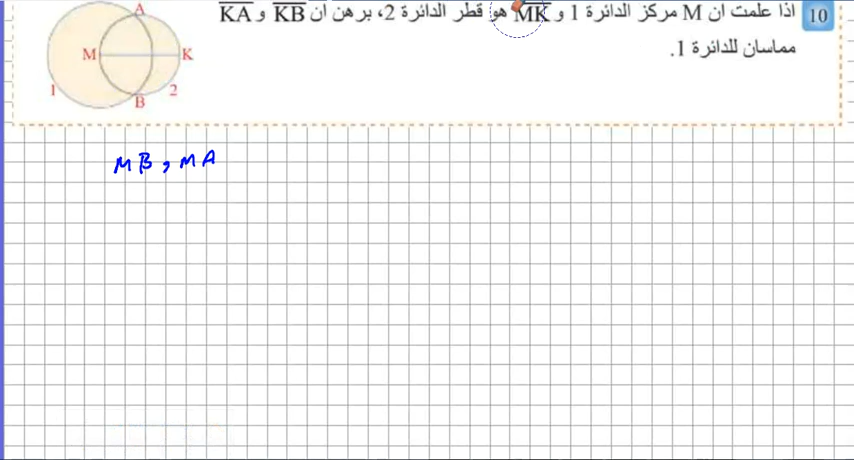 10 اذا علمت ان M مركز الدائرة 1 و MK هو قطر الدائرة 2، برهن ان KB و KA
مماسان للدائرة 1.
A
M K
1 2
B
MB , MA